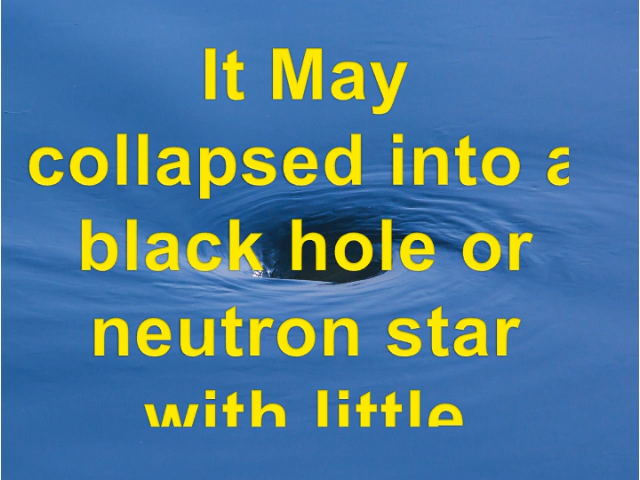 It May
collapsed into a
black hole or
neutron star
with little